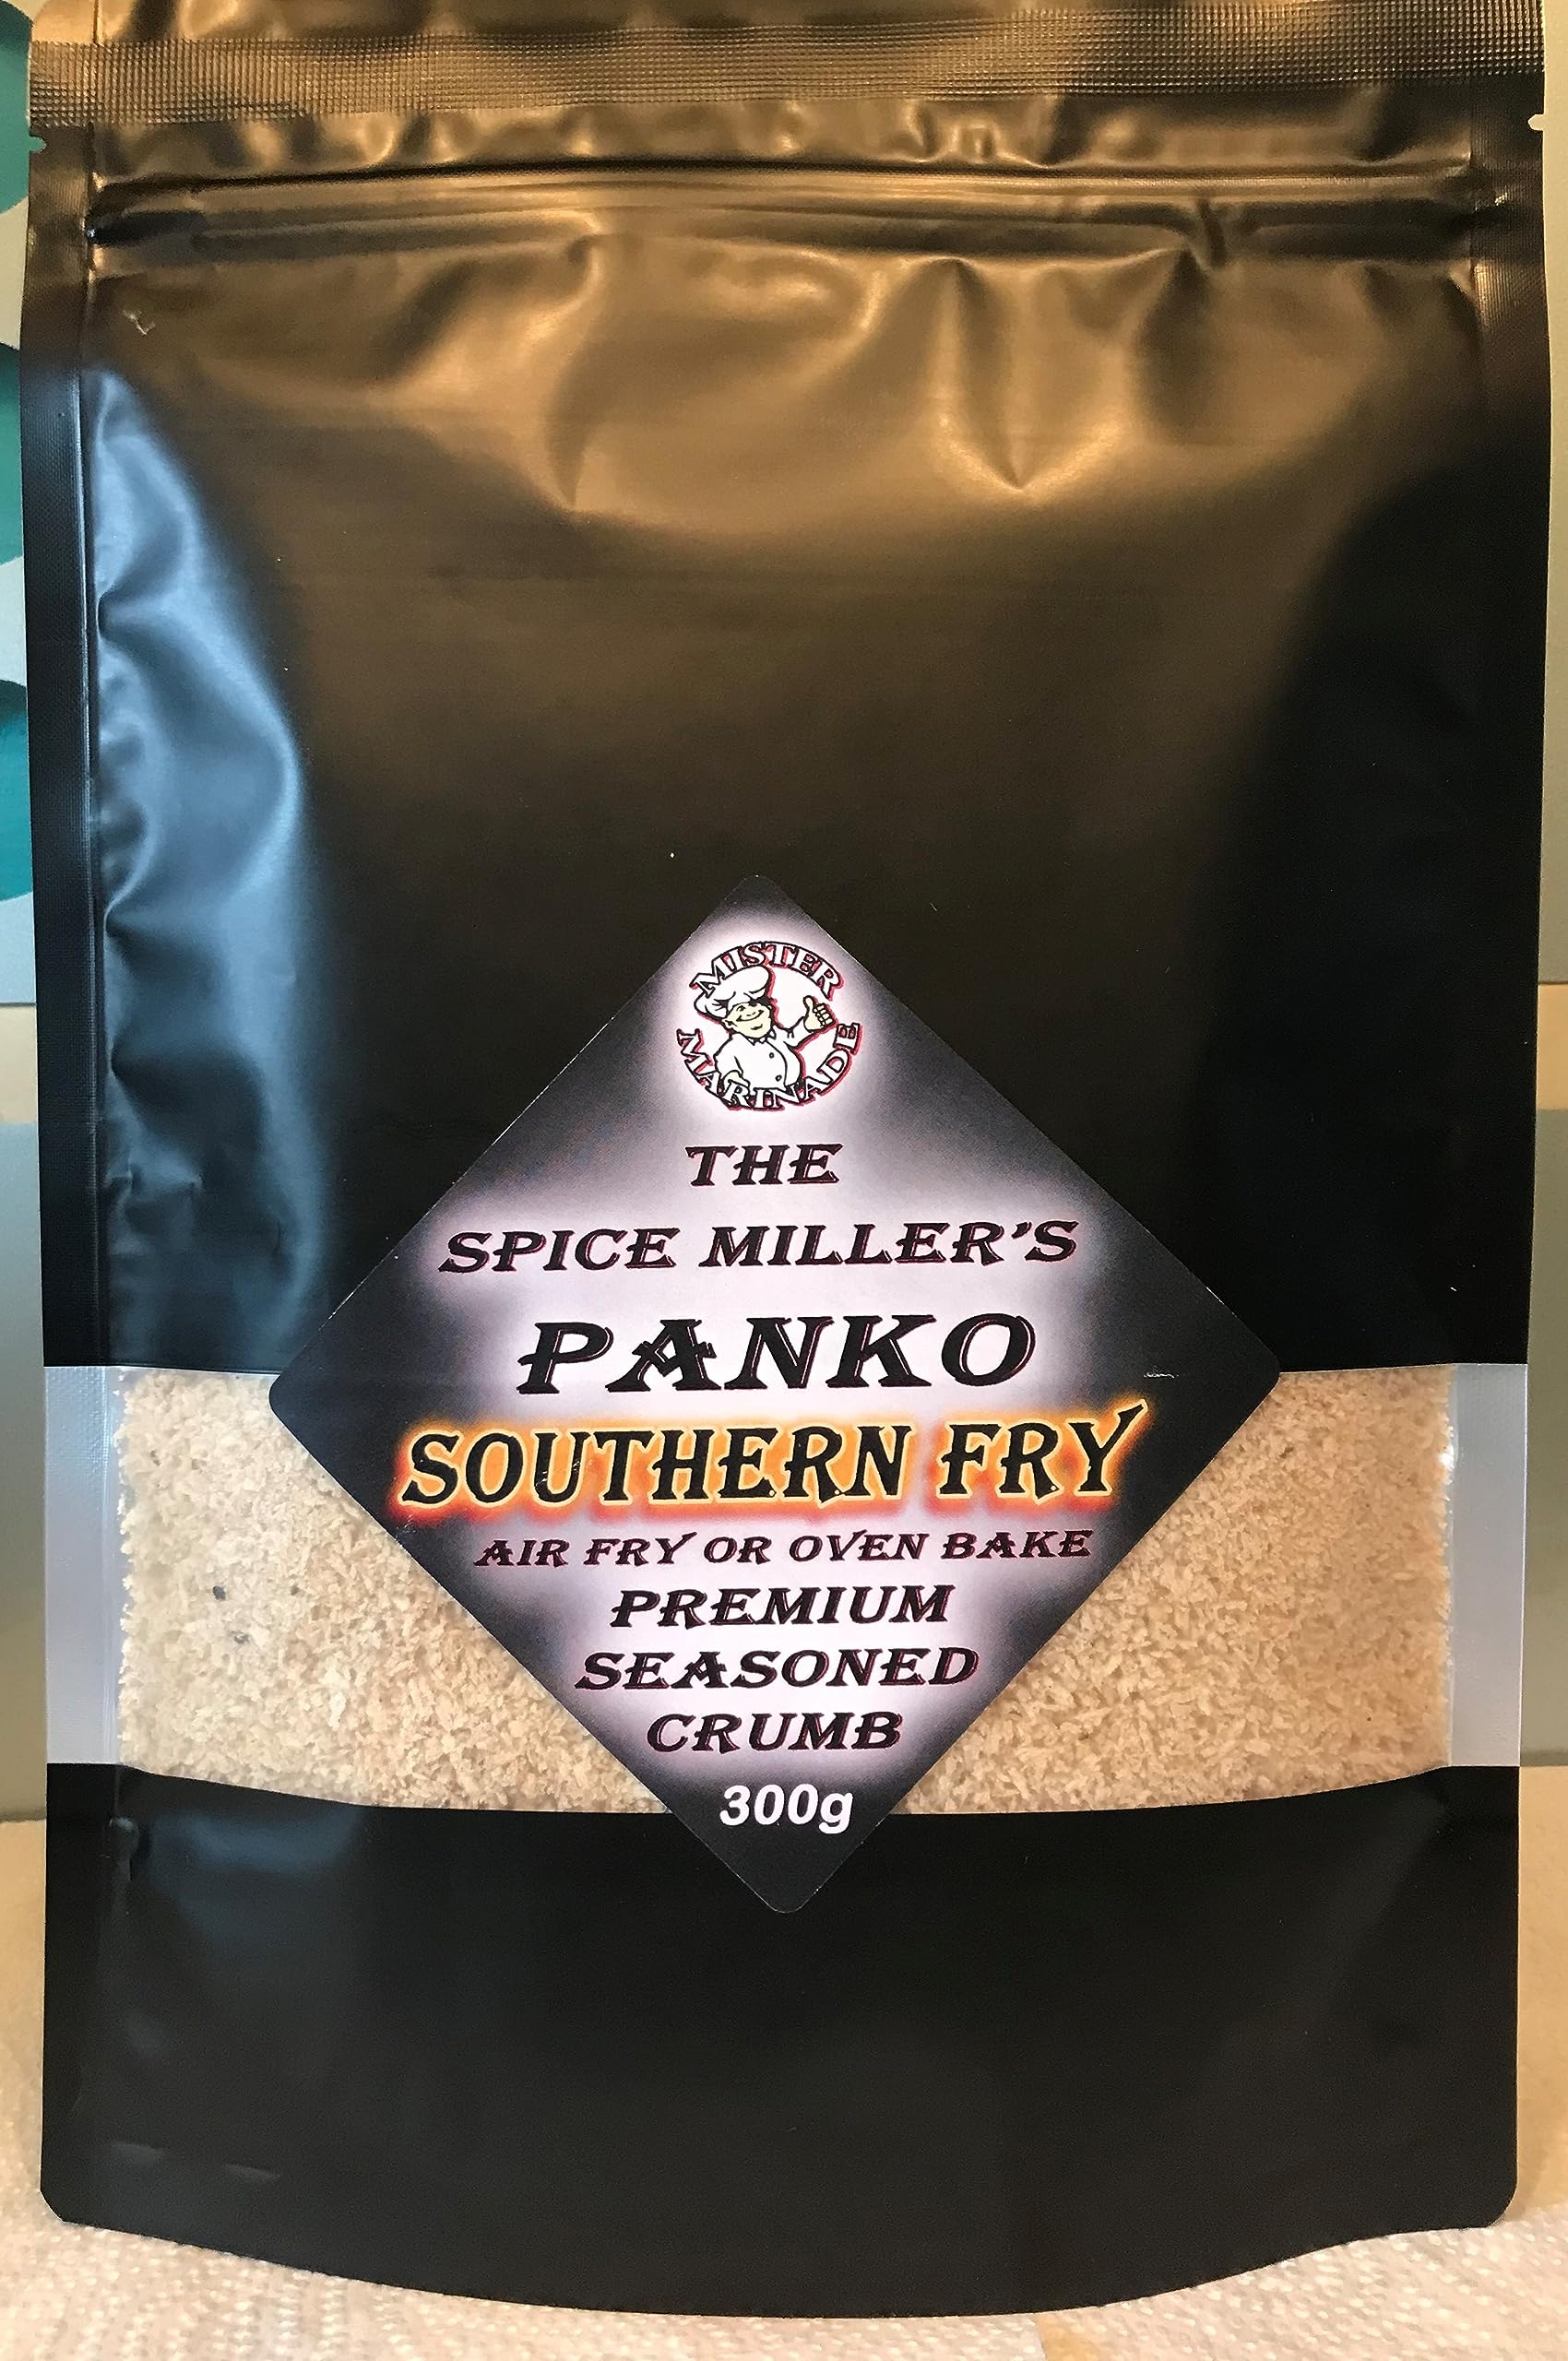 MISTER
MARINADE
THE
SPICE MILLER'S
PANKO
SOUTHERN FRY
AIR FRY OR OVEN BAKE
PREMIUM
SEASONED
CRUMB
300g